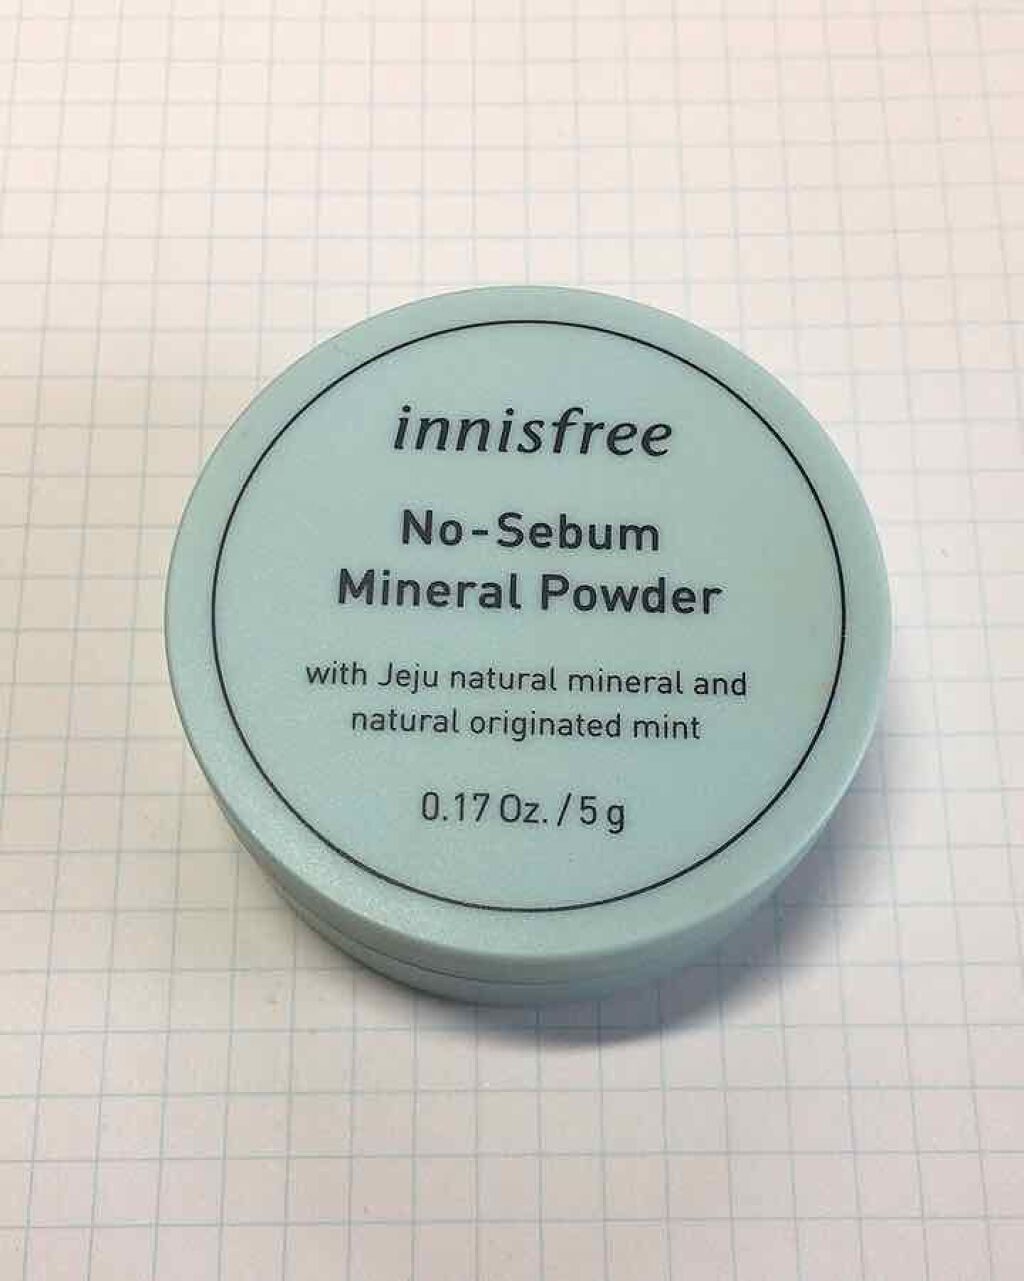 innisfree
No-Sebum
Mineral Powder
with Jeju natural mineral and
natural originated mint
0.17 Oz. / 5 g